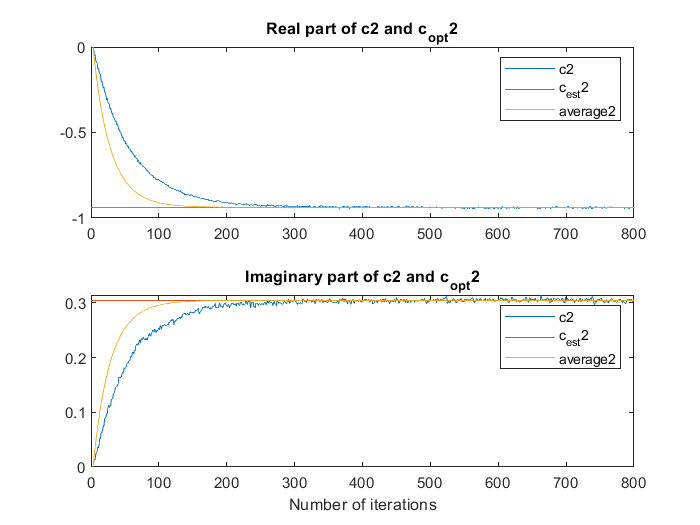 Real part of c2 and c_opt2
0
-0.5
-1
c2
c_est2
average2
0 100 200 300 400 500 600 700 800
Imaginary part of c2 and c_opt2
0.3
0.2
0.1
0
c2
c_est2
average2
0 100 200 300 400 500 600 700 800
Number of iterations